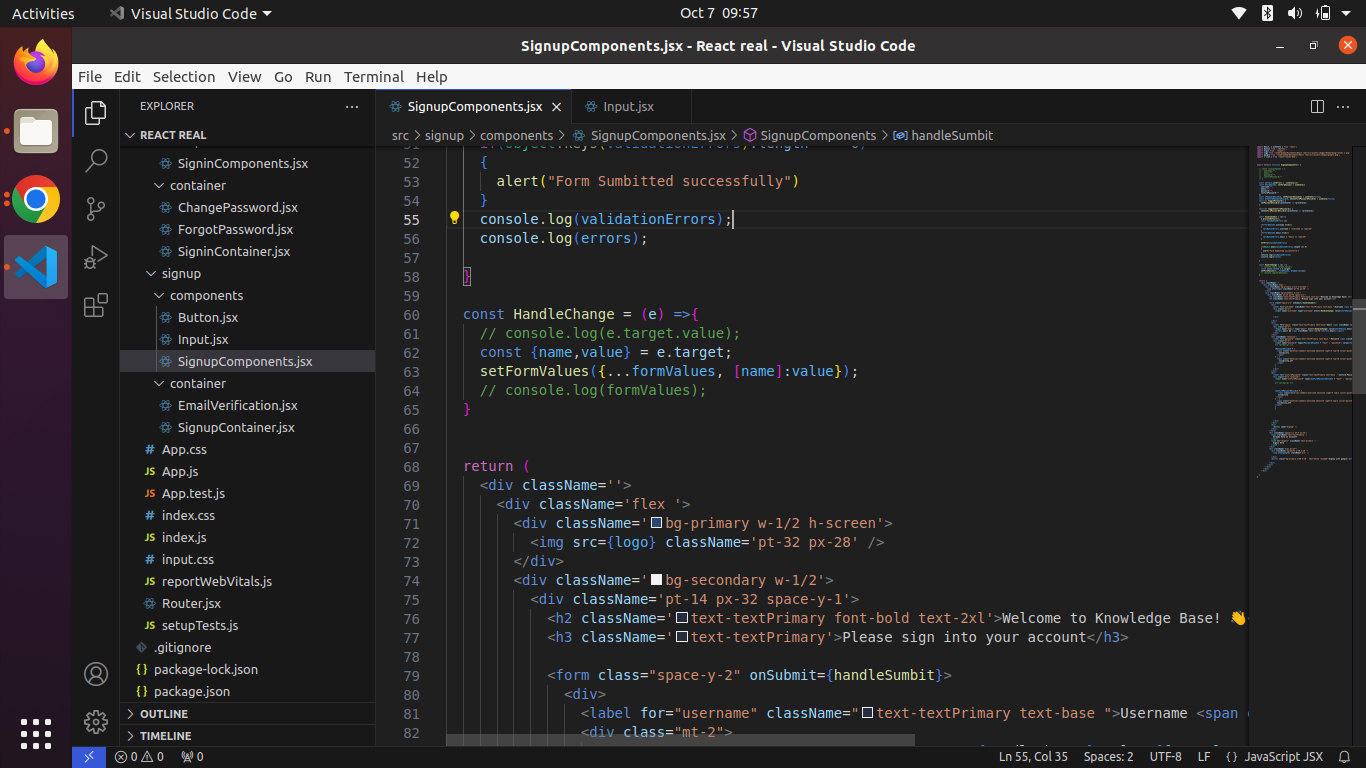 Activities
Visual Studio Code
Oct 7 09:57
SignupComponents.jsx - React real - Visual Studio Code
File Edit Selection View Go Run Terminal Help
EXPLORER
REACT REAL
SigninComponents.jsx
container
ChangePassword.jsx
ForgotPassword.jsx
SigninContainer.jsx
signup
components
Button.jsx
Input.jsx
SignupComponents.jsx
container
EmailVerification.jsx
SignupContainer.jsx
# App.css
JS App.js
JS App.test.js
# index.css
JS index.js
# input.css
JS reportWebVitals.js
Router.jsx
JS setupTests.js
.gitignore
{} package-lock.json
{} package.json
OUTLINE
TIMELINE
SignupComponents.jsx
Input.jsx
src > signup > components > SignupComponents.jsx > SignupComponents > handleSumbit
52 {
53 alert("Form Sumbitted successfully")
54 }
55 console.log(validationErrors);
56 console.log(errors);
57
58 }
59
60 const HandleChange = (e) =>{
61 // console.log(e.target.value);
62 const {name,value} = e.target;
63 setFormValues({...formValues, [name]:value});
64 // console.log(formValues);
65 }
66
67
68 return (
69 <div className=''>
70 <div className='flex '>
71 <div className='bg-primary w-1/2 h-screen'>
72 <img src={logo} className='pt-32 px-28' />
73 </div>
74 <div className='bg-secondary w-1/2'>
75 <div className='pt-14 px-32 space-y-1'>
76 <h2 className='text-textPrimary font-bold text-2xl'>Welcome to Knowledge Base! 👋
77 <h3 className='text-textPrimary'>Please sign into your account</h3>
78
79 <form class="space-y-2" onSubmit={handleSumbit}>
80 <div>
81 <label for="username" className="text-textPrimary text-base ">Username <span
82 <div class="mt-2">
0 0 0
Ln 55, Col 35 Spaces: 2 UTF-8 LF {} JavaScript JSX